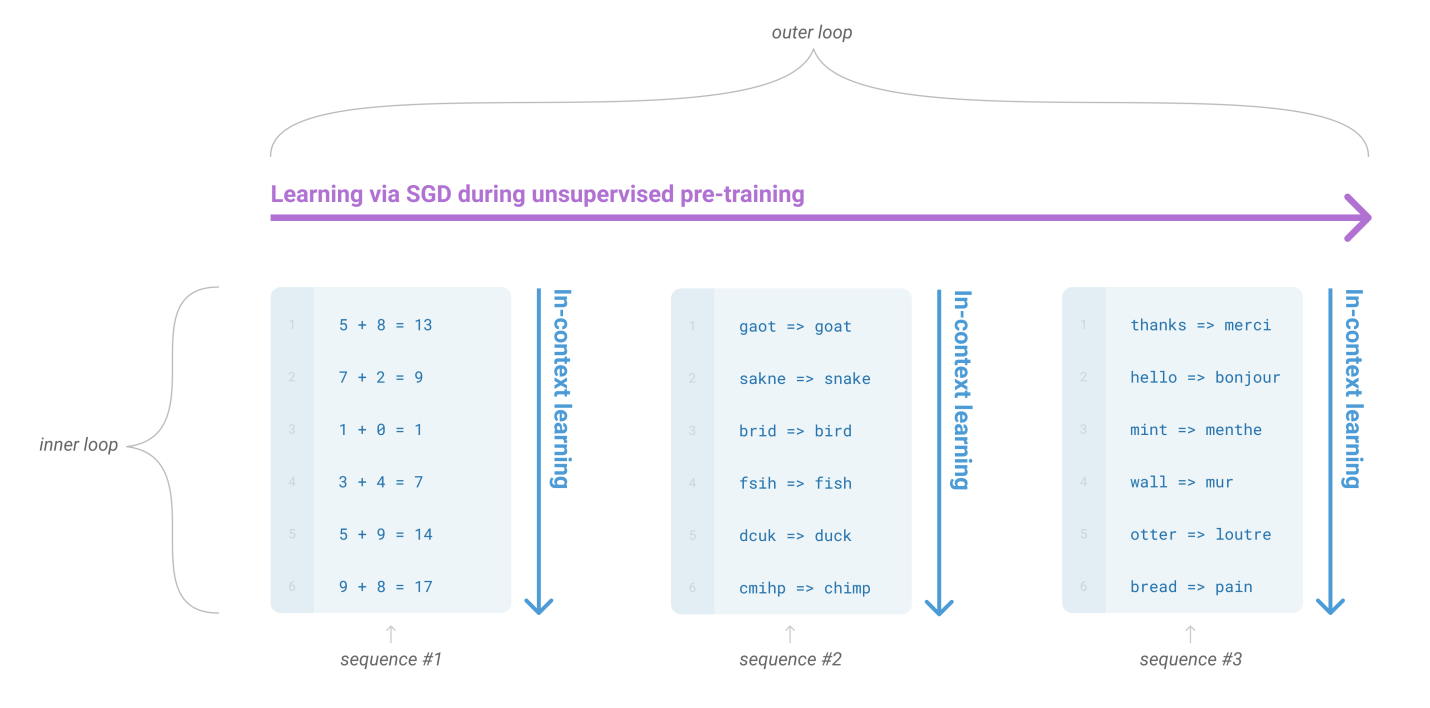 outer loop
Learning via SGD during unsupervised pre-training
inner loop
1 5 + 8 = 13
2 7 + 2 = 9
3 1 + 0 = 1
4 3 + 4 = 7
5 5 + 9 = 14
6 9 + 8 = 17
In-context learning
sequence #1
1 gaot => goat
2 sakne => snake
3 brid => bird
4 fsih => fish
5 dcuk => duck
6 cmihp => chimp
In-context learning
sequence #2
1 thanks => merci
2 hello => bonjour
3 mint => menthe
4 wall => mur
5 otter => loutre
6 bread => pain
In-context learning
sequence #3